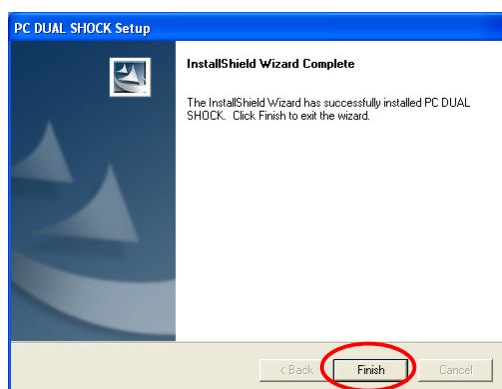 PC DUAL SHOCK Setup
InstallShield Wizard Complete
The InstallShield Wizard has successfully installed PC DUAL
SHOCK. Click Finish to exit the wizard.
< Back Finish Cancel